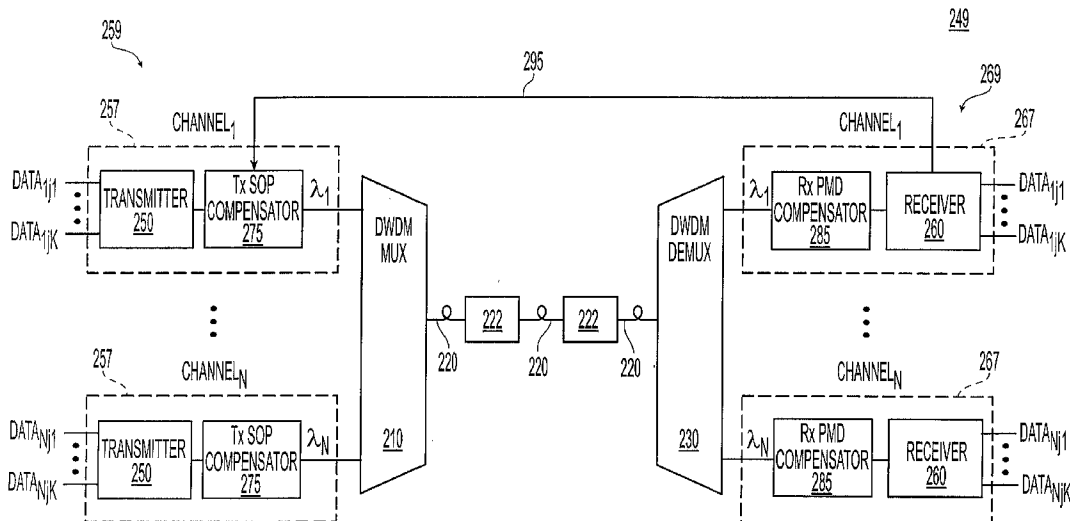 259
249
295
269
257
CHANNEL1
CHANNEL1
267
DATA1j1
DATA1jK
TRANSMITTER
250
Tx SOP
COMPENSATOR
275
λ1
DWDM
MUX
210
220
222
220
222
220
DWDM
DEMUX
230
λ1
Rx PMD
COMPENSATOR
285
RECEIVER
260
DATA1j1
DATA1jK
257
CHANNELN
CHANNELN
267
DATANj1
DATANjK
TRANSMITTER
250
Tx SOP
COMPENSATOR
275
λN
λN
Rx PMD
COMPENSATOR
285
RECEIVER
260
DATANj1
DATANjK